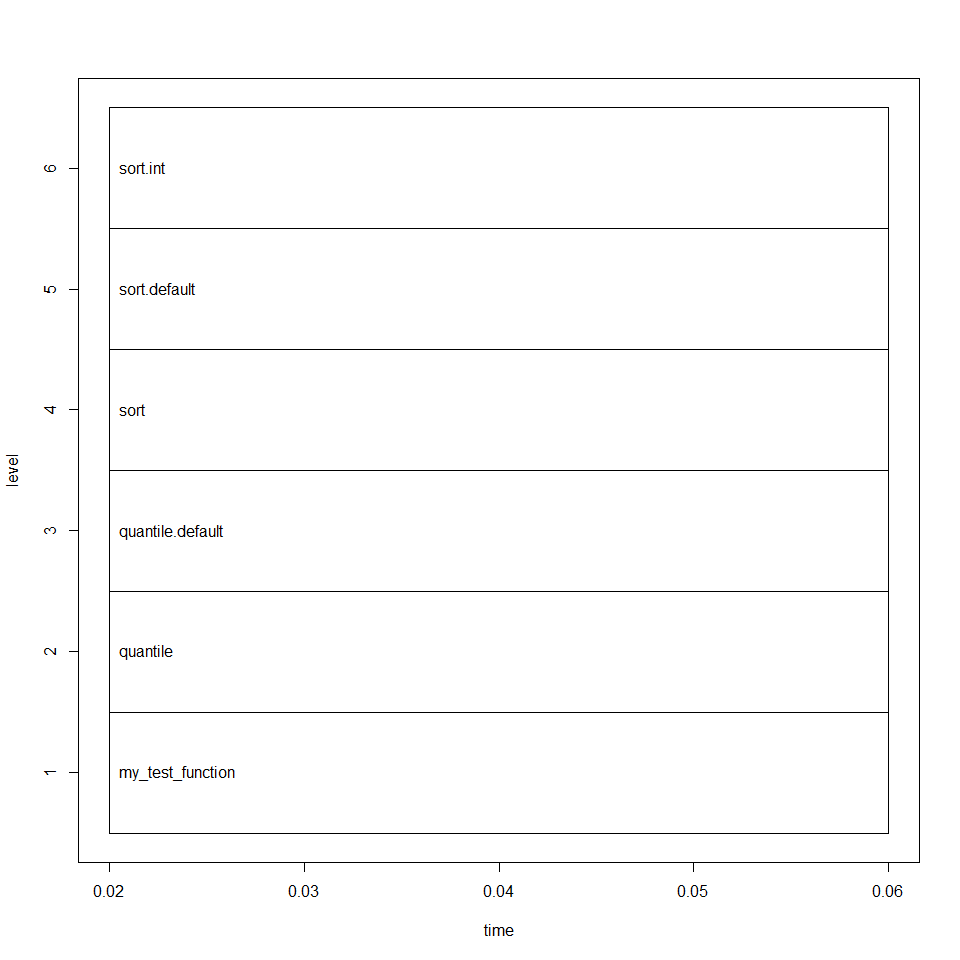 6
sort.int
5
sort.default
4
sort
level
3
quantile.default
2
quantile
1
my_test_function
0.02 0.03 0.04 0.05 0.06
time